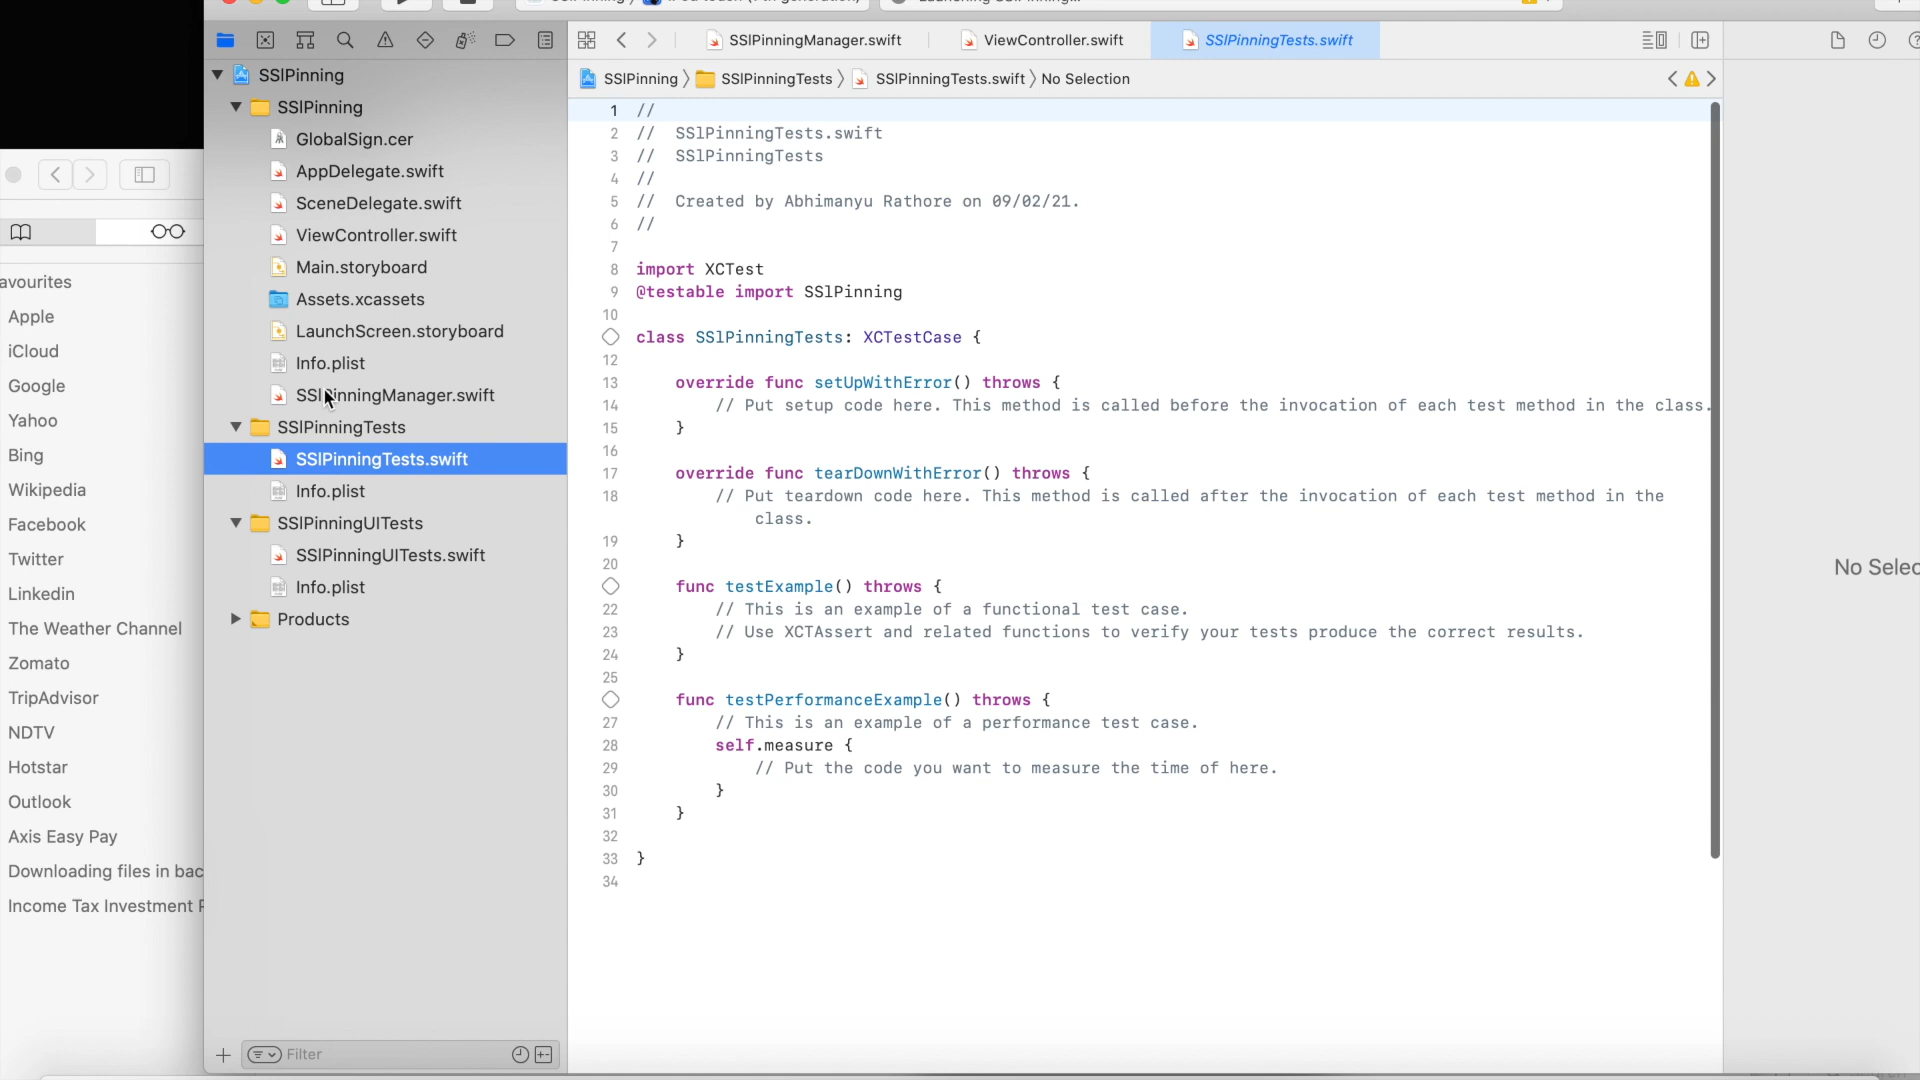 SSlPinningManager.swift
ViewController.swift
SSlPinningTests.swift
SSlPinning
SSlPinningTests
SSlPinningTests.swift
No Selection
SSlPinning
SSlPinning
GlobalSign.cer
AppDelegate.swift
SceneDelegate.swift
ViewController.swift
Main.storyboard
Assets.xcassets
LaunchScreen.storyboard
Info.plist
SSlPinningManager.swift
SSlPinningTests
SSlPinningTests.swift
Info.plist
SSlPinningUITests
SSlPinningUITests.swift
Info.plist
Products
Filter
avourites
Apple
iCloud
Google
Yahoo
Bing
Wikipedia
Facebook
Twitter
Linkedin
The Weather Channel
Zomato
TripAdvisor
NDTV
Hotstar
Outlook
Axis Easy Pay
Downloading files in bac
Income Tax Investment P
1 //
2 // SSlPinningTests.swift
3 // SSlPinningTests
4 //
5 // Created by Abhimanyu Rathore on 09/02/21.
6 //
7
8 import XCTest
9 @testable import SSlPinning
10
class SSlPinningTests: XCTestCase {
12
13 override func setUpWithError() throws {
14 // Put setup code here. This method is called before the invocation of each test method in the class.
15 }
16
17 override func tearDownWithError() throws {
18 // Put teardown code here. This method is called after the invocation of each test method in the
class.
19 }
20
func testExample() throws {
22 // This is an example of a functional test case.
23 // Use XCTAssert and related functions to verify your tests produce the correct results.
24 }
25
func testPerformanceExample() throws {
27 // This is an example of a performance test case.
28 self.measure {
29 // Put the code you want to measure the time of here.
30 }
31 }
32
33 }
34
No Selec